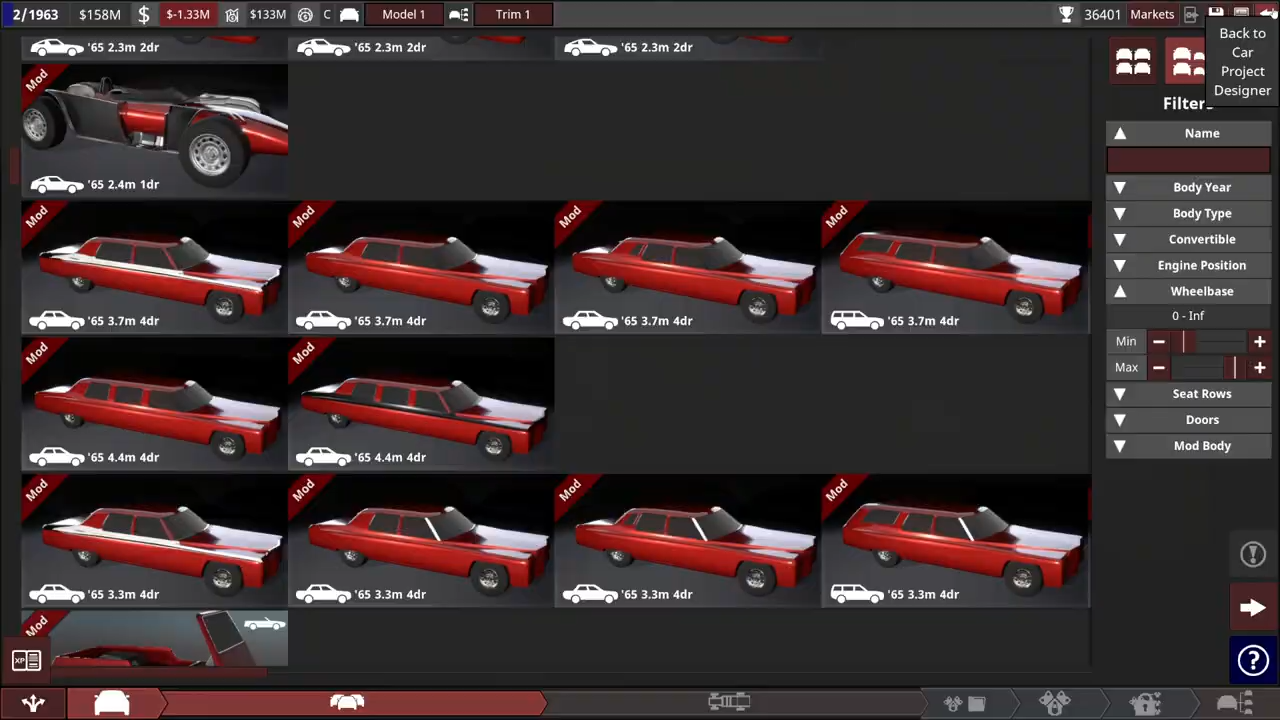 2/1963
$158M
$
$-1.33M
$133M
C
Model 1
Trim 1
36401
Markets
Back to
Car
Project
Designer
'65 2.3m 2dr
'65 2.3m 2dr
'65 2.3m 2dr
Mod
'65 2.4m 1dr
Mod
'65 3.7m 4dr
Mod
'65 3.7m 4dr
Mod
'65 3.7m 4dr
Mod
'65 3.7m 4dr
Mod
'65 4.4m 4dr
Mod
'65 4.4m 4dr
Mod
'65 3.3m 4dr
Mod
'65 3.3m 4dr
Mod
'65 3.3m 4dr
Mod
'65 3.3m 4dr
Mod
XP
Filters
Name
Body Year
Body Type
Convertible
Engine Position
Wheelbase
0 - Inf
Min
Max
Seat Rows
Doors
Mod Body
?